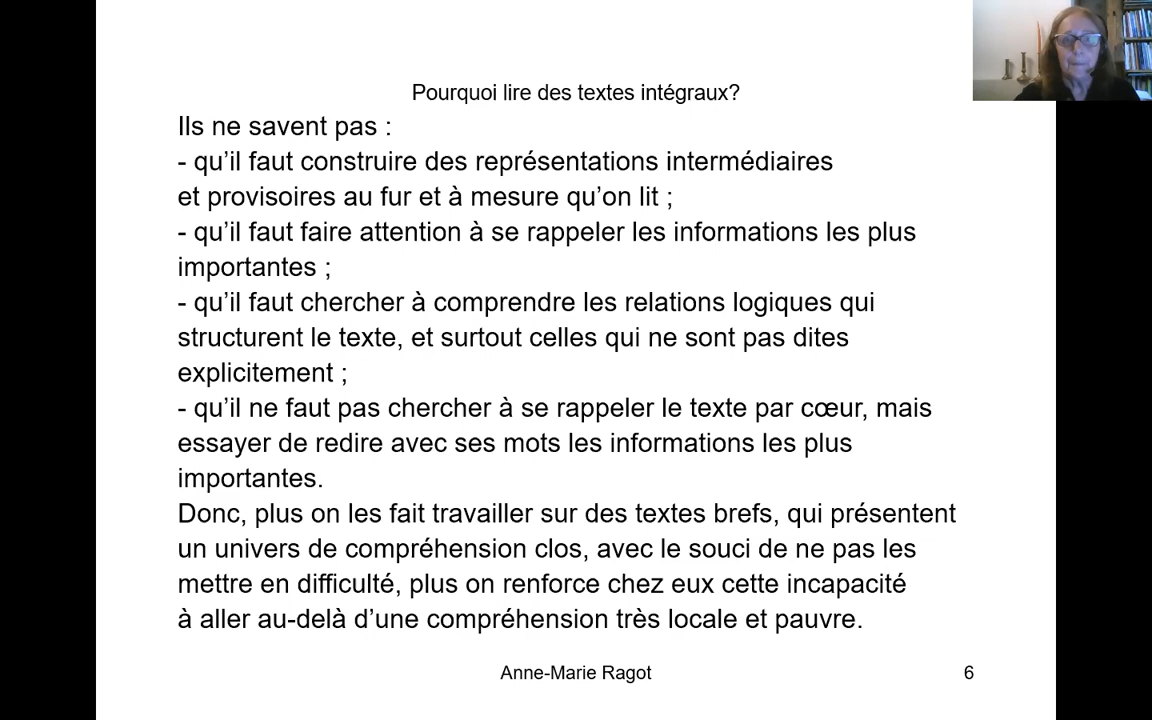 Pourquoi lire des textes intégraux?
Ils ne savent pas :
- qu’il faut construire des représentations intermédiaires
et provisoires au fur et à mesure qu’on lit ;
- qu’il faut faire attention à se rappeler les informations les plus
importantes ;
- qu’il faut chercher à comprendre les relations logiques qui
structurent le texte, et surtout celles qui ne sont pas dites
explicitement ;
- qu’il ne faut pas chercher à se rappeler le texte par cœur, mais
essayer de redire avec ses mots les informations les plus
importantes.
Donc, plus on les fait travailler sur des textes brefs, qui présentent
un univers de compréhension clos, avec le souci de ne pas les
mettre en difficulté, plus on renforce chez eux cette incapacité
à aller au-delà d’une compréhension très locale et pauvre.
Anne-Marie Ragot
6